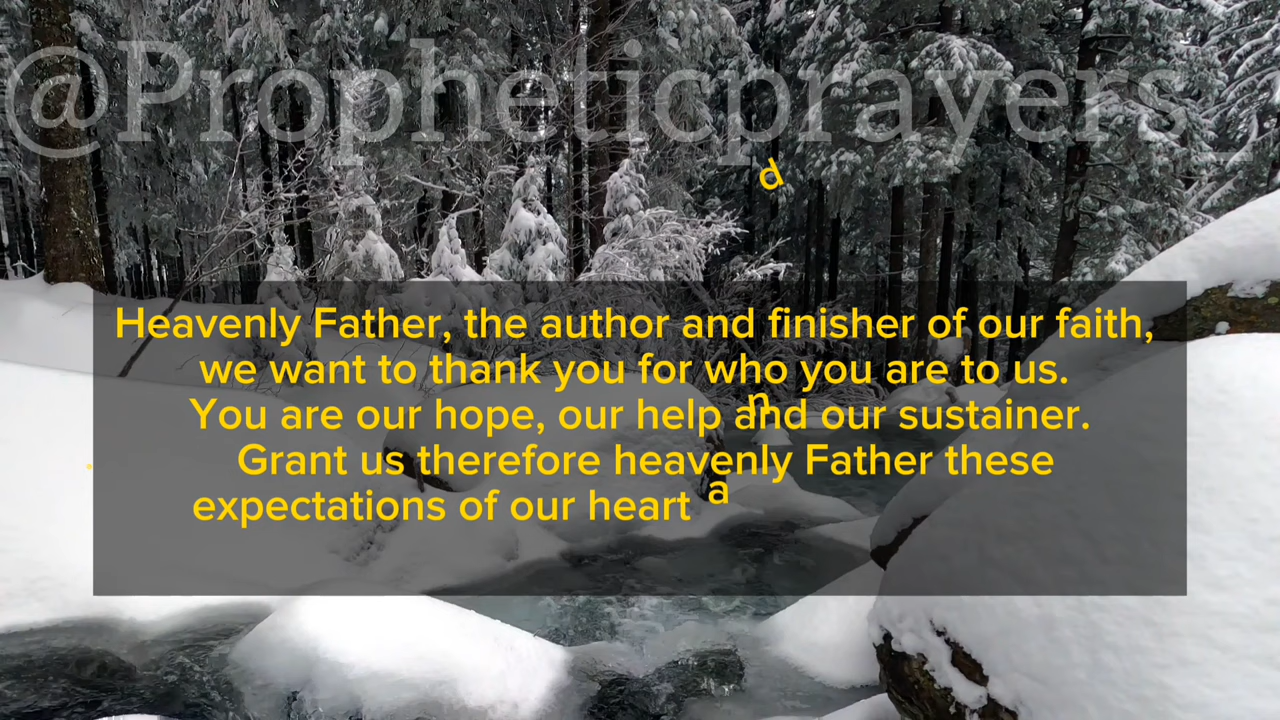 @Propheticprayers_
Heavenly Father, the author and finisher of our faith,
we want to thank you for who you are to us.
You are our hope, our help and our sustainer.
Grant us therefore heavenly Father these
expectations of our heart and